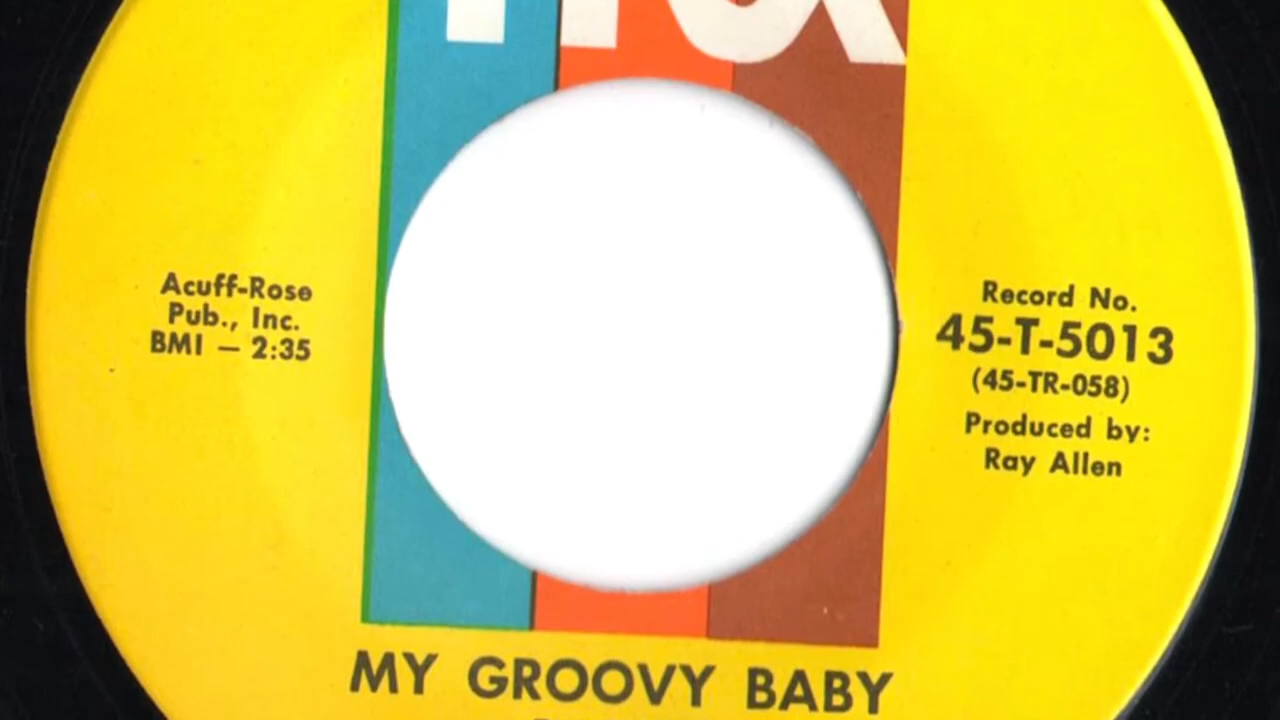 Acuff-Rose
Pub., Inc.
BMI — 2:35
Record No.
45-T-5013
(45-TR-058)
Produced by:
Ray Allen
MY GROOVY BABY